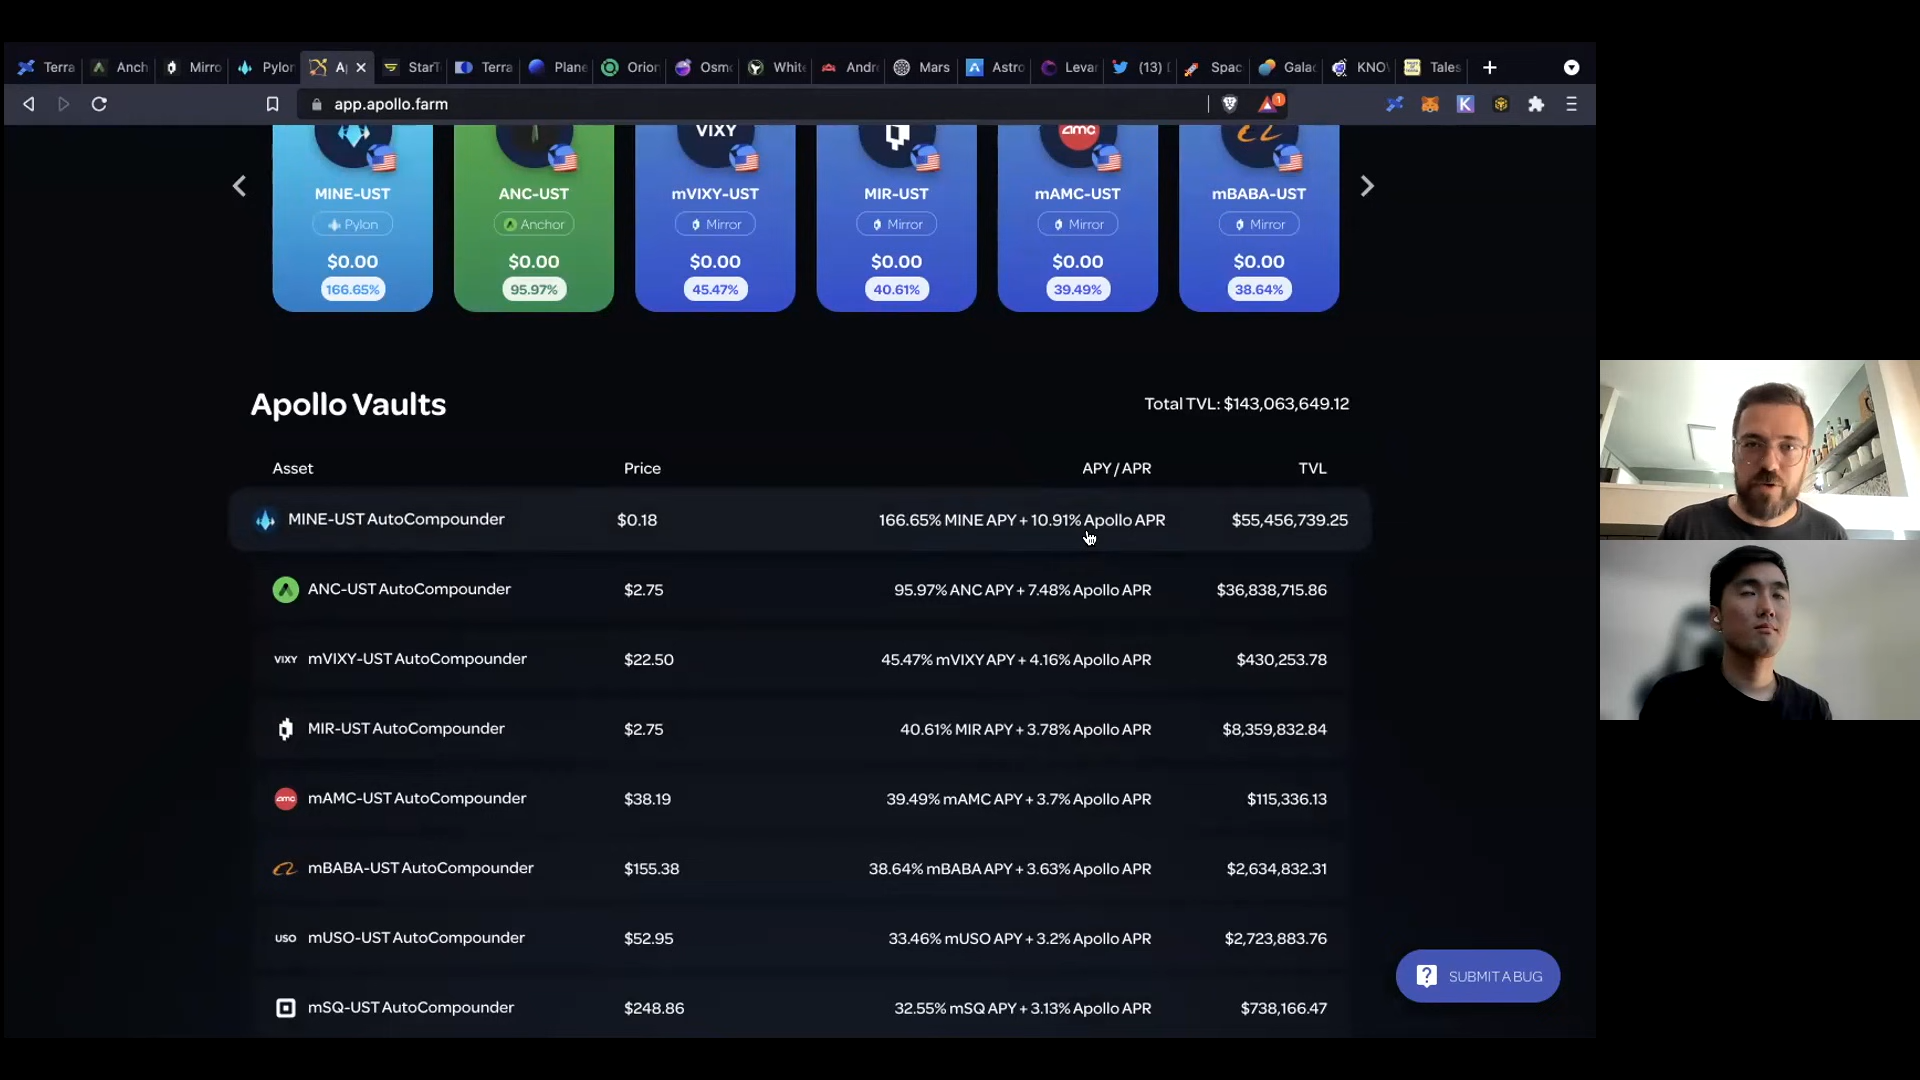 Terra
Anch
Mirro
Pylon
A
StarT
Terra
Plane
Orion
Osmo
White
Andr
Mars
Astro
Levar
(13)
Spac
Galac
KNOW
Tales
app.apollo.farm
1
VIXY
amc
MINE-UST
ANC-UST
mVIXY-UST
MIR-UST
mAMC-UST
mBABA-UST
Pylon
Anchor
Mirror
Mirror
Mirror
Mirror
$0.00
$0.00
$0.00
$0.00
$0.00
$0.00
166.65%
95.97%
45.47%
40.61%
39.49%
38.64%
Apollo Vaults
Total TVL: $143,063,649.12
Asset Price APY / APR TVL
MINE-UST AutoCompounder $0.18 166.65% MINE APY + 10.91% Apollo APR $55,456,739.25
ANC-UST AutoCompounder $2.75 95.97% ANC APY + 7.48% Apollo APR $36,838,715.86
VIXY mVIXY-UST AutoCompounder $22.50 45.47% mVIXY APY + 4.16% Apollo APR $430,253.78
MIR-UST AutoCompounder $2.75 40.61% MIR APY + 3.78% Apollo APR $8,359,832.84
amc mAMC-UST AutoCompounder $38.19 39.49% mAMC APY + 3.7% Apollo APR $115,336.13
mBABA-UST AutoCompounder $155.38 38.64% mBABA APY + 3.63% Apollo APR $2,634,832.31
USO mUSO-UST AutoCompounder $52.95 33.46% mUSO APY + 3.2% Apollo APR $2,723,883.76
mSQ-UST AutoCompounder $248.86 32.55% mSQ APY + 3.13% Apollo APR $738,166.47
SUBMIT A BUG